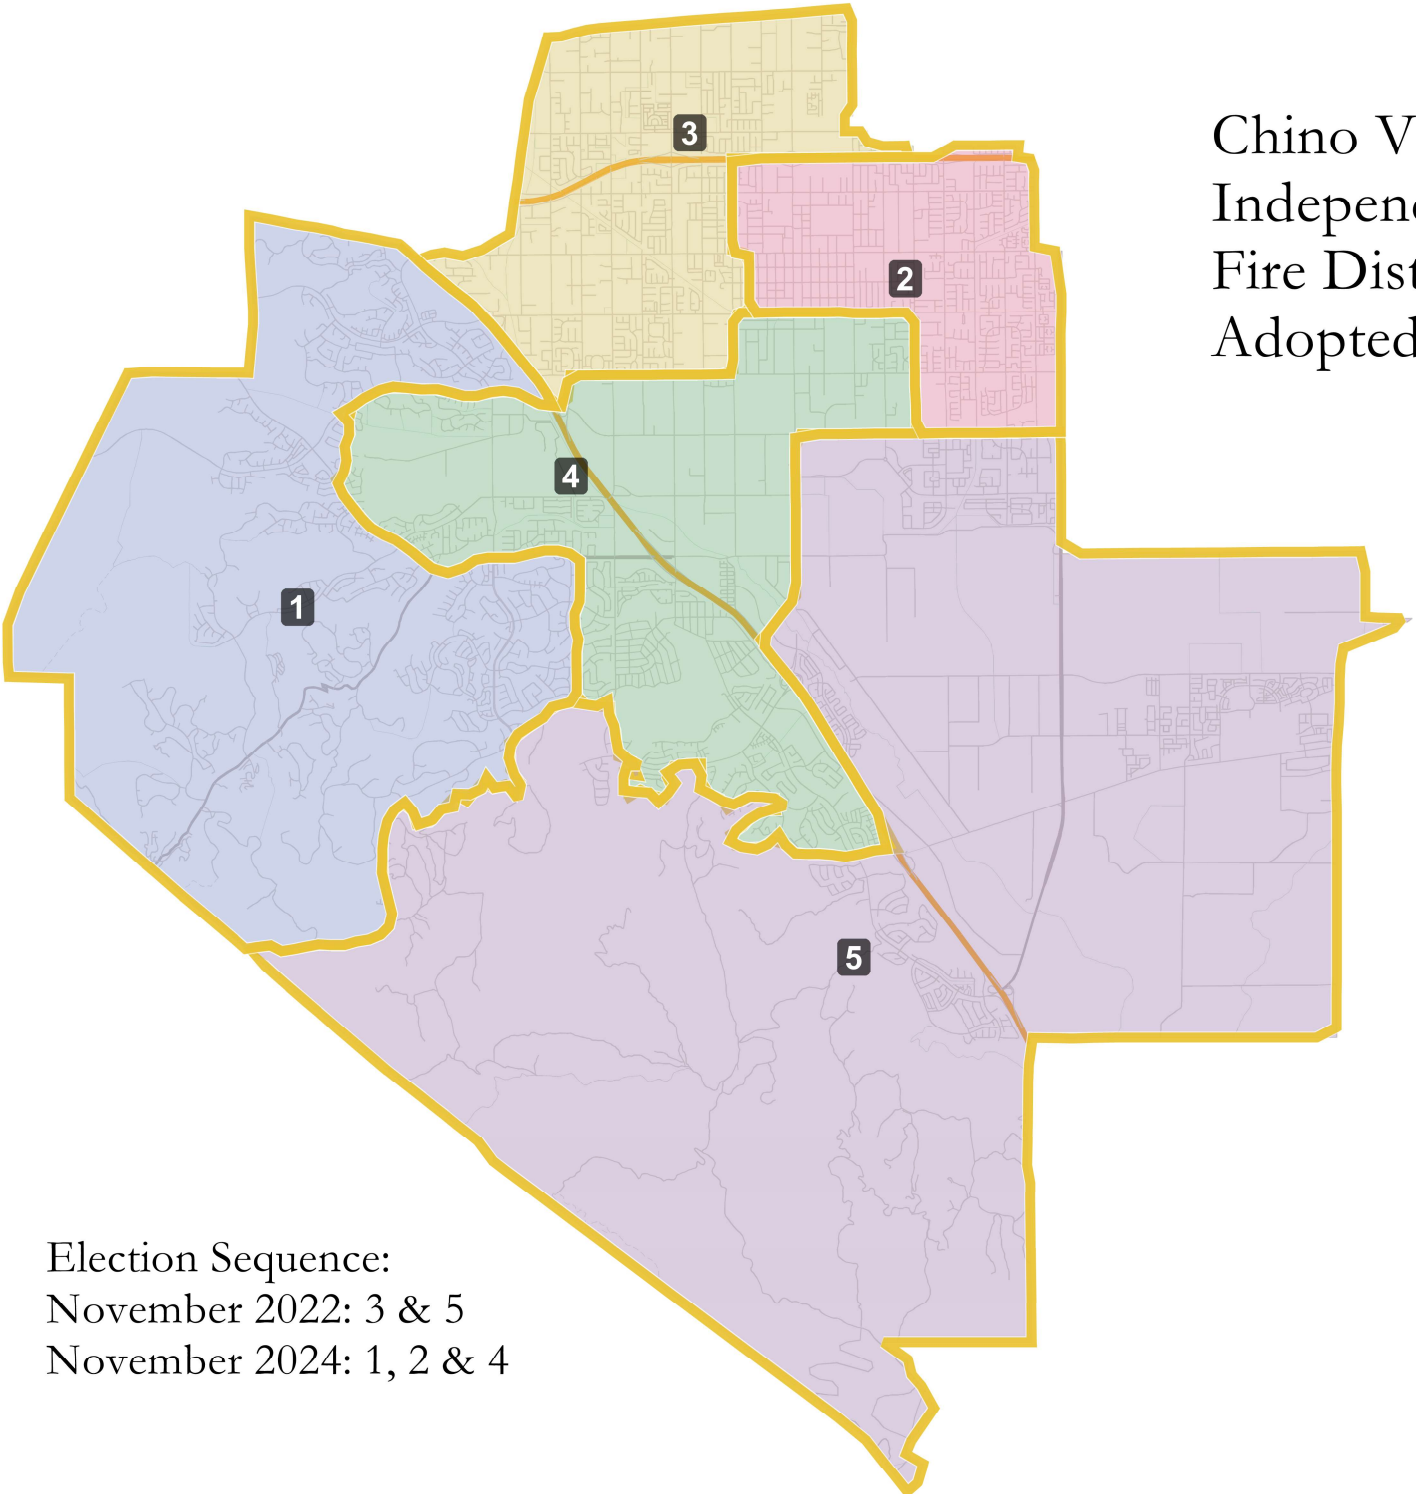 Chino V
Independ
Fire Dist
Adopted
3
2
4
1
5
Election Sequence:
November 2022: 3 & 5
November 2024: 1, 2 & 4